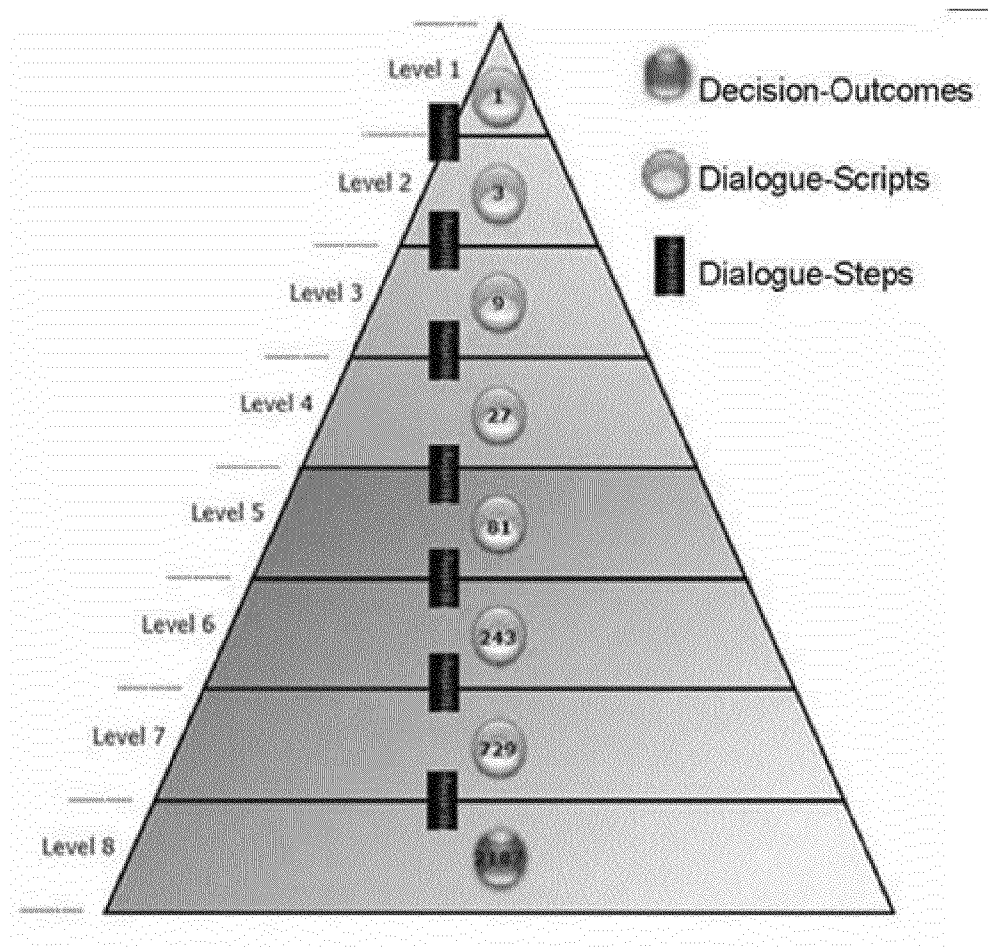 Level 1
1
Decision-Outcomes
Level 2
3
Dialogue-Scripts
Level 3
9
Dialogue-Steps
Level 4
27
Level 5
81
Level 6
243
Level 7
729
Level 8
2187